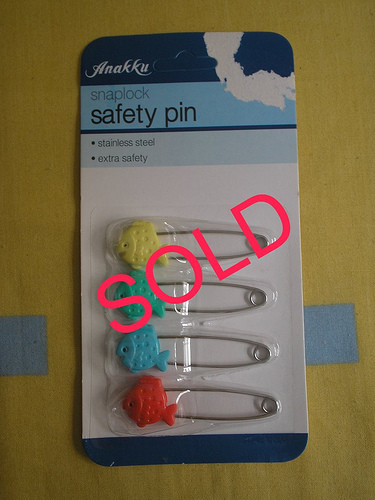 Anakku
snaplock
safety pin
• stainless steel
• extra safety
SOLD